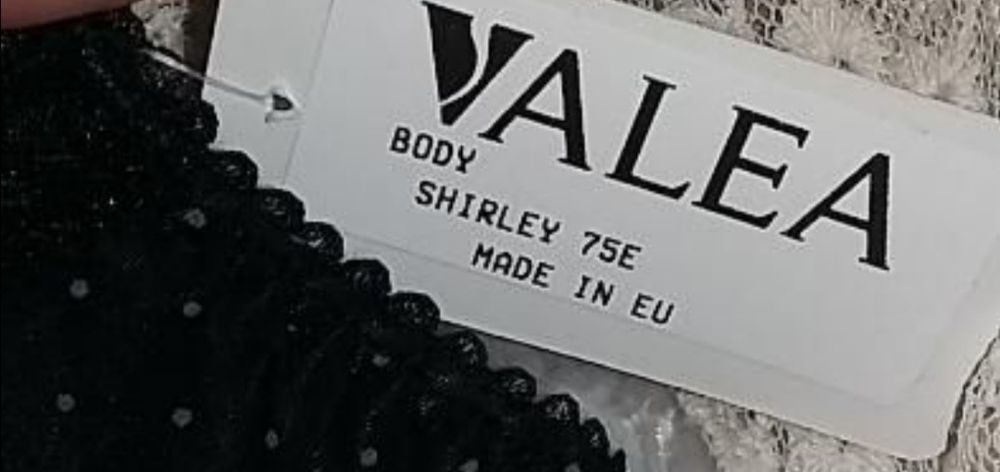 VALEA
BODY
SHIRLEY 75E
MADE IN EU